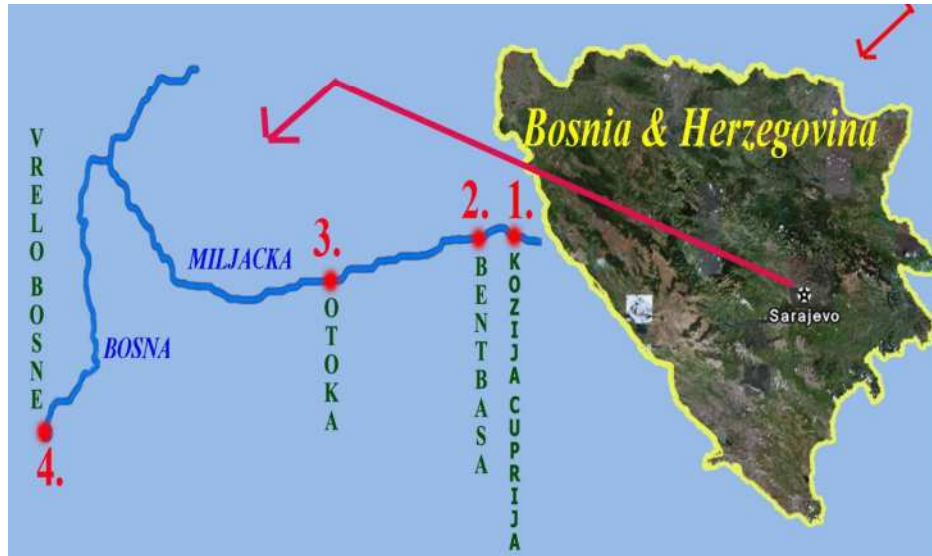 Bosnia & Herzegovina
VRELO BOSNE
2.
1.
3.
MILJACKA
KOZIJA CUPRIJA
BENTBASA
OTOKA
Sarajevo
BOSNA
4.